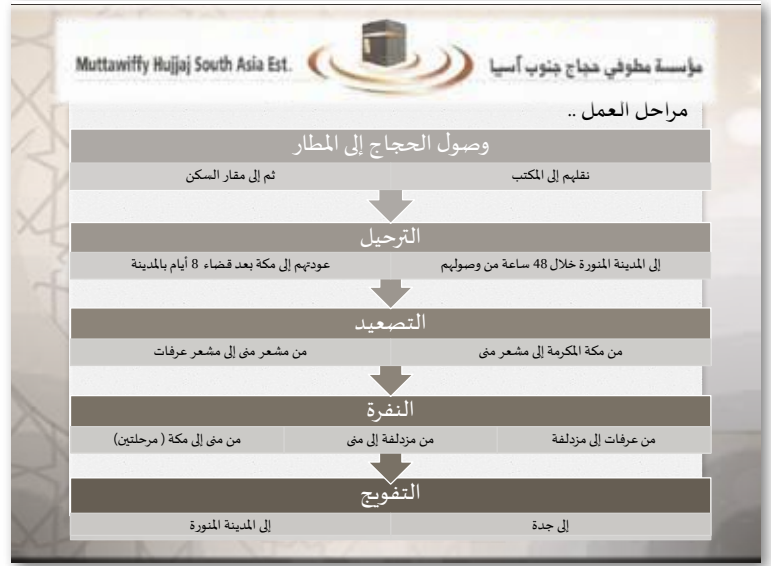 Muttawiffy Hujjaj South Asia Est.
مؤسسة مطوفي حجاج جنوب آسيا
مراحل العمل ..
وصول الحجاج إلى المطار
نقلهم إلى المكتب
ثم إلى مقار السكن
الترحيل
إلى المدينة المنورة خلال 48 ساعة من وصولهم
عودتهم إلى مكة بعد قضاء 8 أيام بالمدينة
التصعيد
من مكة المكرمة إلى مشعر منى
من مشعر منى إلى مشعر عرفات
النفرة
من عرفات إلى مزدلفة
من مزدلفة إلى منى
من منى إلى مكة ( مرحلتين)
التفويج
إلى جدة
إلى المدينة المنورة